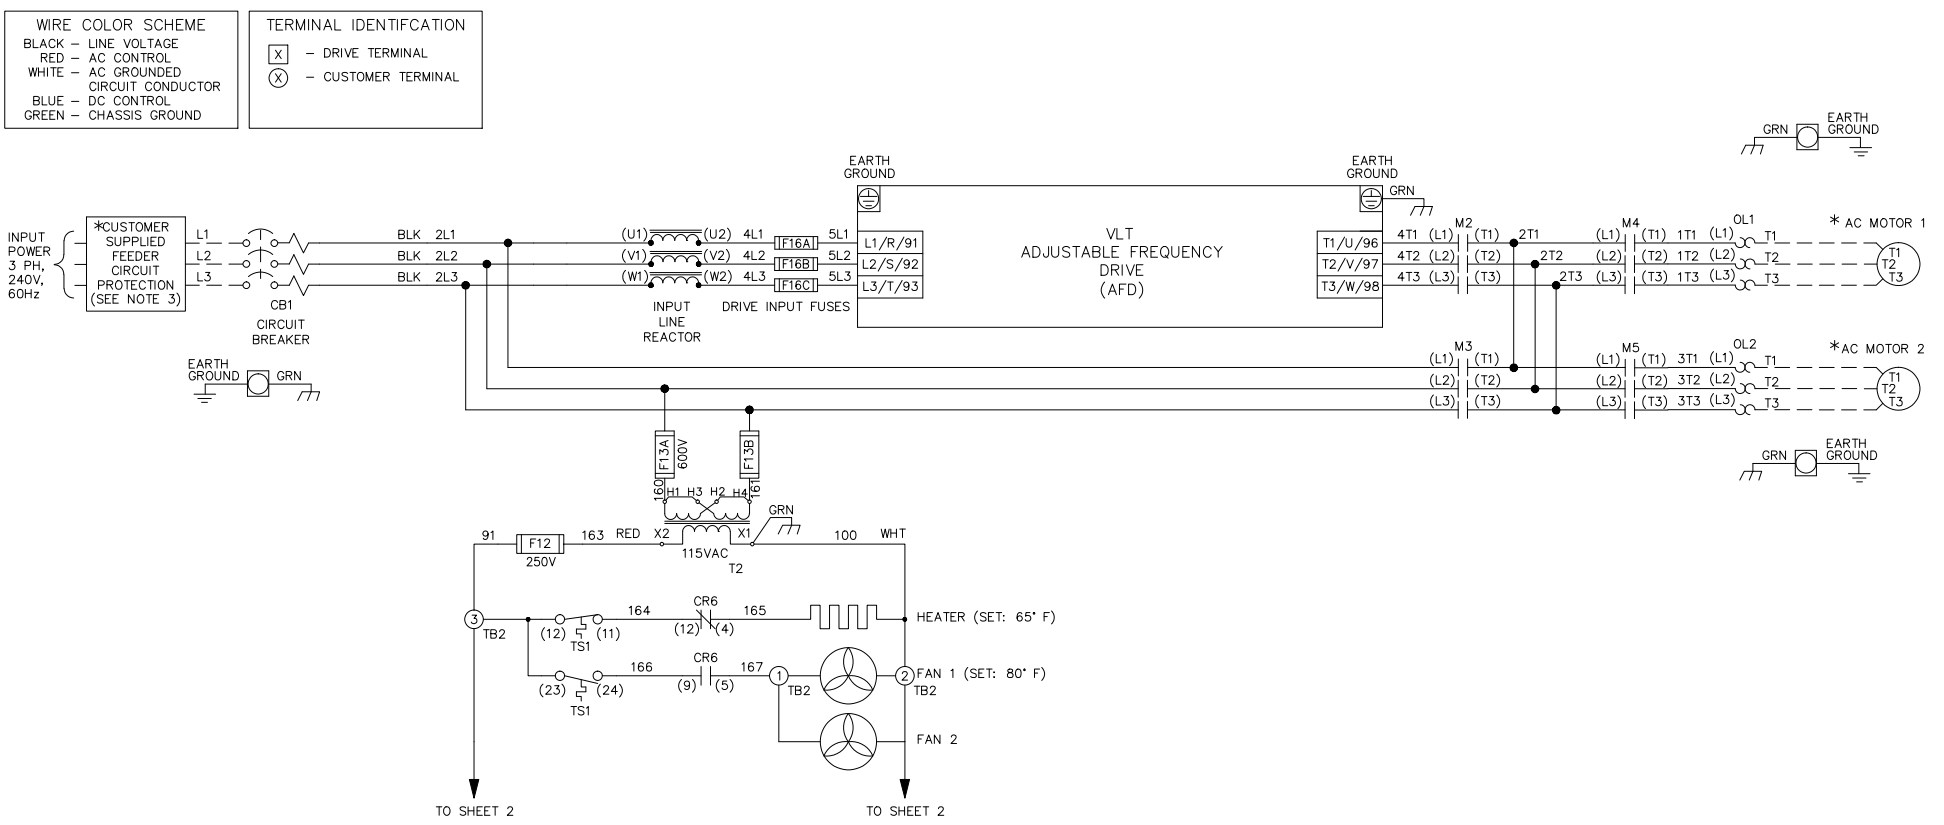 WIRE COLOR SCHEME
BLACK – LINE VOLTAGE
RED – AC CONTROL
WHITE – AC GROUNDED
CIRCUIT CONDUCTOR
BLUE – DC CONTROL
GREEN – CHASSIS GROUND
TERMINAL IDENTIFCATION
X – DRIVE TERMINAL
X – CUSTOMER TERMINAL
GRN
EARTH
GROUND
EARTH
GROUND
EARTH
GROUND
GRN
INPUT
POWER
3 PH,
240V,
60Hz
*CUSTOMER
SUPPLIED
FEEDER
CIRCUIT
PROTECTION
(SEE NOTE 3)
L1
L2
L3
CB1
CIRCUIT
BREAKER
BLK 2L1
BLK 2L2
BLK 2L3
(U1) (U2) 4L1 F16A 5L1 L1/R/91
(V1) (V2) 4L2 F16B 5L2 L2/S/92
(W1) (W2) 4L3 F16C 5L3 L3/T/93
INPUT
LINE
REACTOR
DRIVE INPUT FUSES
VLT
ADJUSTABLE FREQUENCY
DRIVE
(AFD)
M2 M4 OL1
* AC MOTOR 1
T1/U/96 4T1 (L1) (T1) 2T1 (L1) (T1) 1T1 (L1) T1
T2/V/97 4T2 (L2) (T2) 2T2 (L2) (T2) 1T2 (L2) T2
T3/W/98 4T3 (L3) (T3) 2T3 (L3) (T3) 1T3 (L3) T3
T1
T2
T3
EARTH
GROUND
GRN
M3 M5 OL2
* AC MOTOR 2
(L1) (T1) (L1) (T1) 3T1 (L1) T1
(L2) (T2) (L2) (T2) 3T2 (L2) T2
(L3) (T3) (L3) (T3) 3T3 (L3) T3
T1
T2
T3
GRN
EARTH
GROUND
F13A
600V
F13B
160
161
H1 H3 H2 H4
GRN
91 F12 163 RED X2 X1 100 WHT
250V
115VAC
T2
3
TB2
164 CR6 165
(12) (11) (12) (4)
TS1
HEATER (SET: 65° F)
166 CR6 167 1 2
(23) (24) (9) (5) TB2 TB2
TS1
FAN 1 (SET: 80° F)
FAN 2
TO SHEET 2
TO SHEET 2